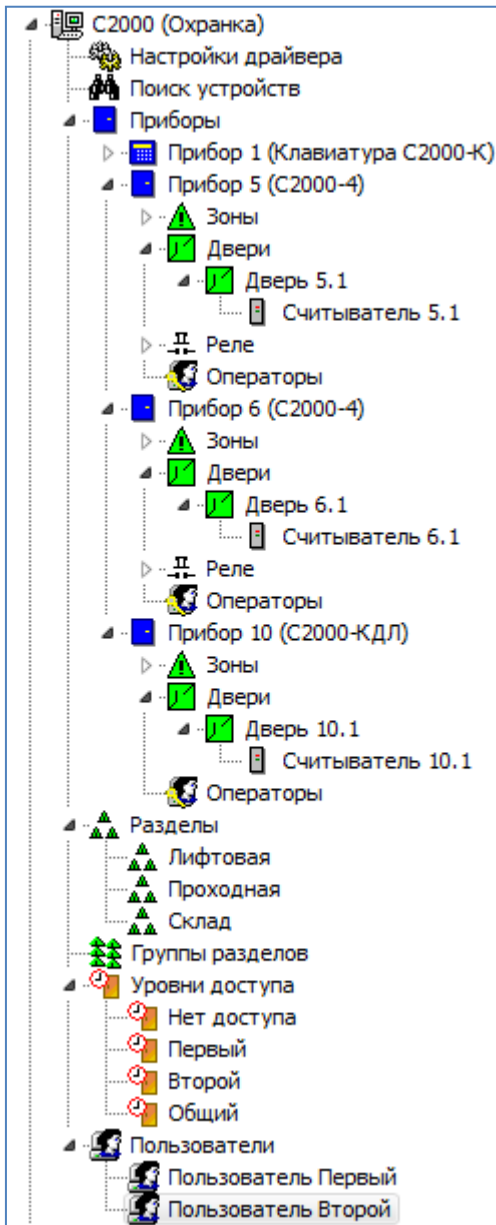 С2000 (Охранка)
Настройки драйвера
Поиск устройств
Приборы
Прибор 1 (Клавиатура С2000-К)
Прибор 5 (С2000-4)
Зоны
Двери
Дверь 5.1
Считыватель 5.1
Реле
Операторы
Прибор 6 (С2000-4)
Зоны
Двери
Дверь 6.1
Считыватель 6.1
Реле
Операторы
Прибор 10 (С2000-КДЛ)
Зоны
Двери
Дверь 10.1
Считыватель 10.1
Операторы
Разделы
Лифтовая
Проходная
Склад
Группы разделов
Уровни доступа
Нет доступа
Первый
Второй
Общий
Пользователи
Пользователь Первый
Пользователь Второй